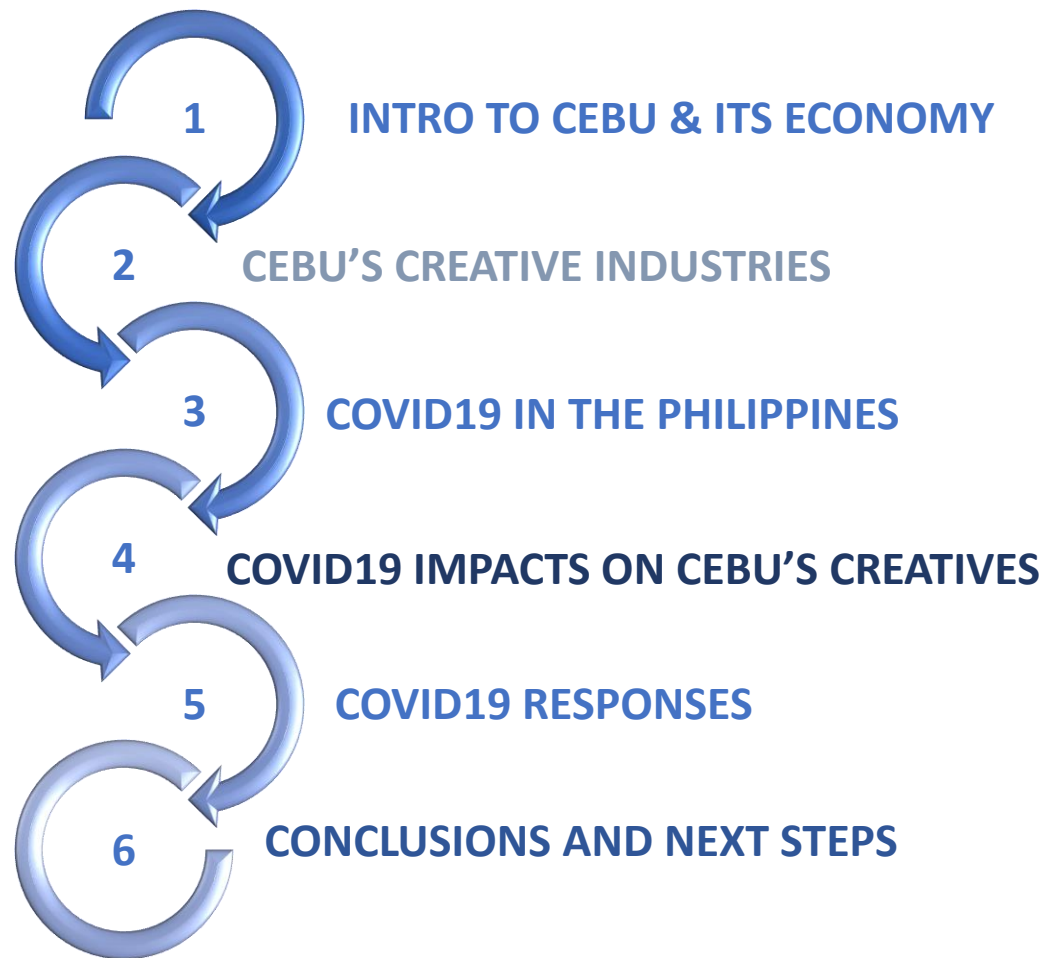 1 INTRO TO CEBU & ITS ECONOMY
2 CEBU’S CREATIVE INDUSTRIES
3 COVID19 IN THE PHILIPPINES
4 COVID19 IMPACTS ON CEBU’S CREATIVES
5 COVID19 RESPONSES
6 CONCLUSIONS AND NEXT STEPS